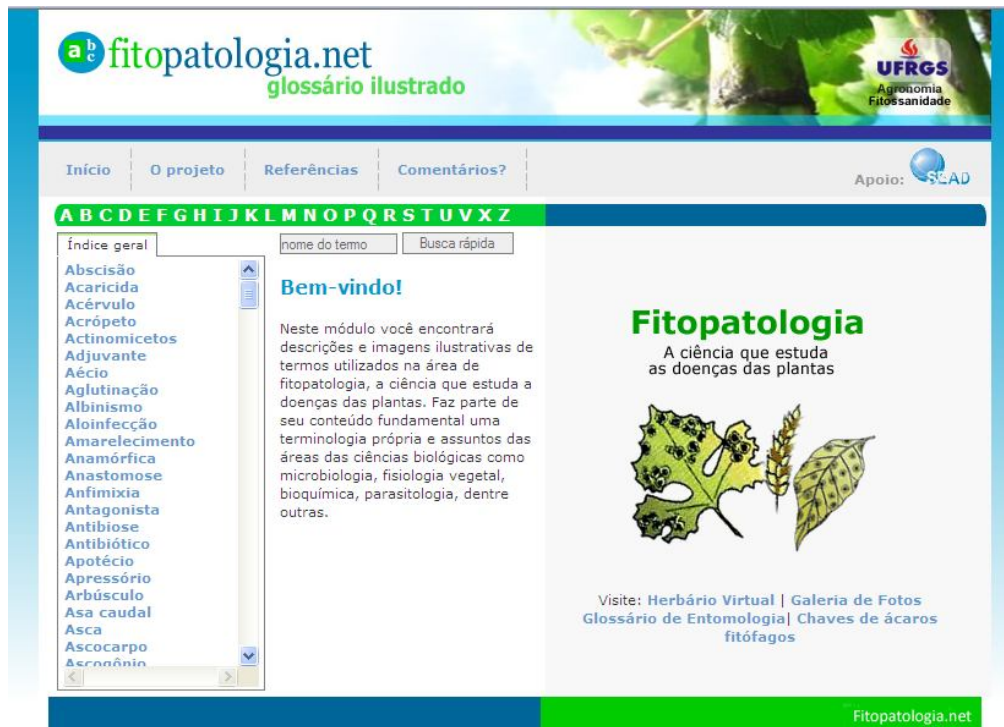 abc fitopatologia.net
glossário ilustrado
UFRGS
Agronomia
Fitossanidade
Início O projeto Referências Comentários?
Apoio: SEAD
A B C D E F G H I J K L M N O P Q R S T U V X Z
Índice geral
nome do termo Busca rápida
Abscisão
Acaricida
Acérvulo
Acrópeto
Actinomicetos
Adjuvante
Aécio
Aglutinação
Albinismo
Aloinfecção
Amarelecimento
Anamórfica
Anastomose
Anfimixia
Antagonista
Antibiose
Antibiótico
Apotécio
Apressório
Arbúsculo
Asa caudal
Asca
Ascocarpo
Ascogônio
Bem-vindo!
Neste módulo você encontrará
descrições e imagens ilustrativas de
termos utilizados na área de
fitopatologia, a ciência que estuda a
doenças das plantas. Faz parte de
seu conteúdo fundamental uma
terminologia própria e assuntos das
áreas das ciências biológicas como
microbiologia, fisiologia vegetal,
bioquímica, parasitologia, dentre
outras.
Fitopatologia
A ciência que estuda
as doenças das plantas
Visite: Herbário Virtual | Galeria de Fotos
Glossário de Entomologia| Chaves de ácaros
fitófagos
Fitopatologia.net